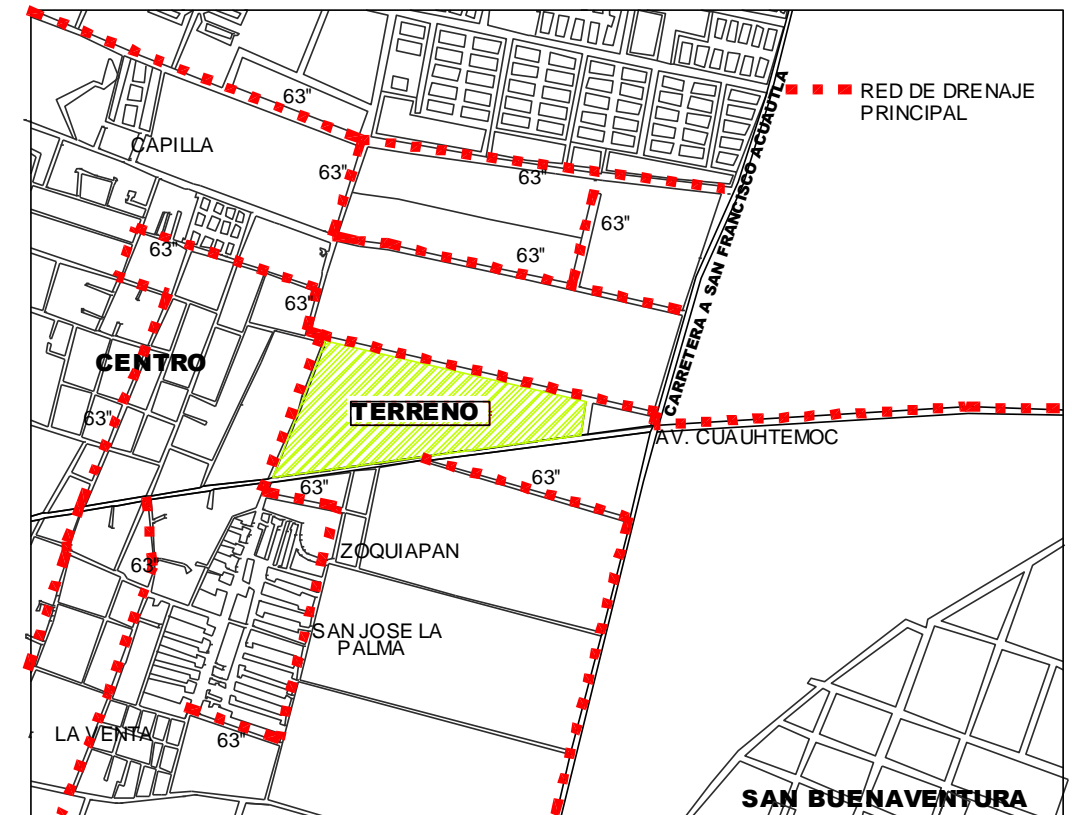 RED DE DRENAJE
PRINCIPAL
63"
CAPILLA
63"
63"
63"
63"
63"
63"
CARRETERA A SAN FRANCISCO ACUAUTLA
CENTRO
TERRENO
63"
AV. CUAUHTEMOC
63"
63"
ZOQUIAPAN
63"
SAN JOSE LA
PALMA
LA VENTA
63"
SAN BUENAVENTURA